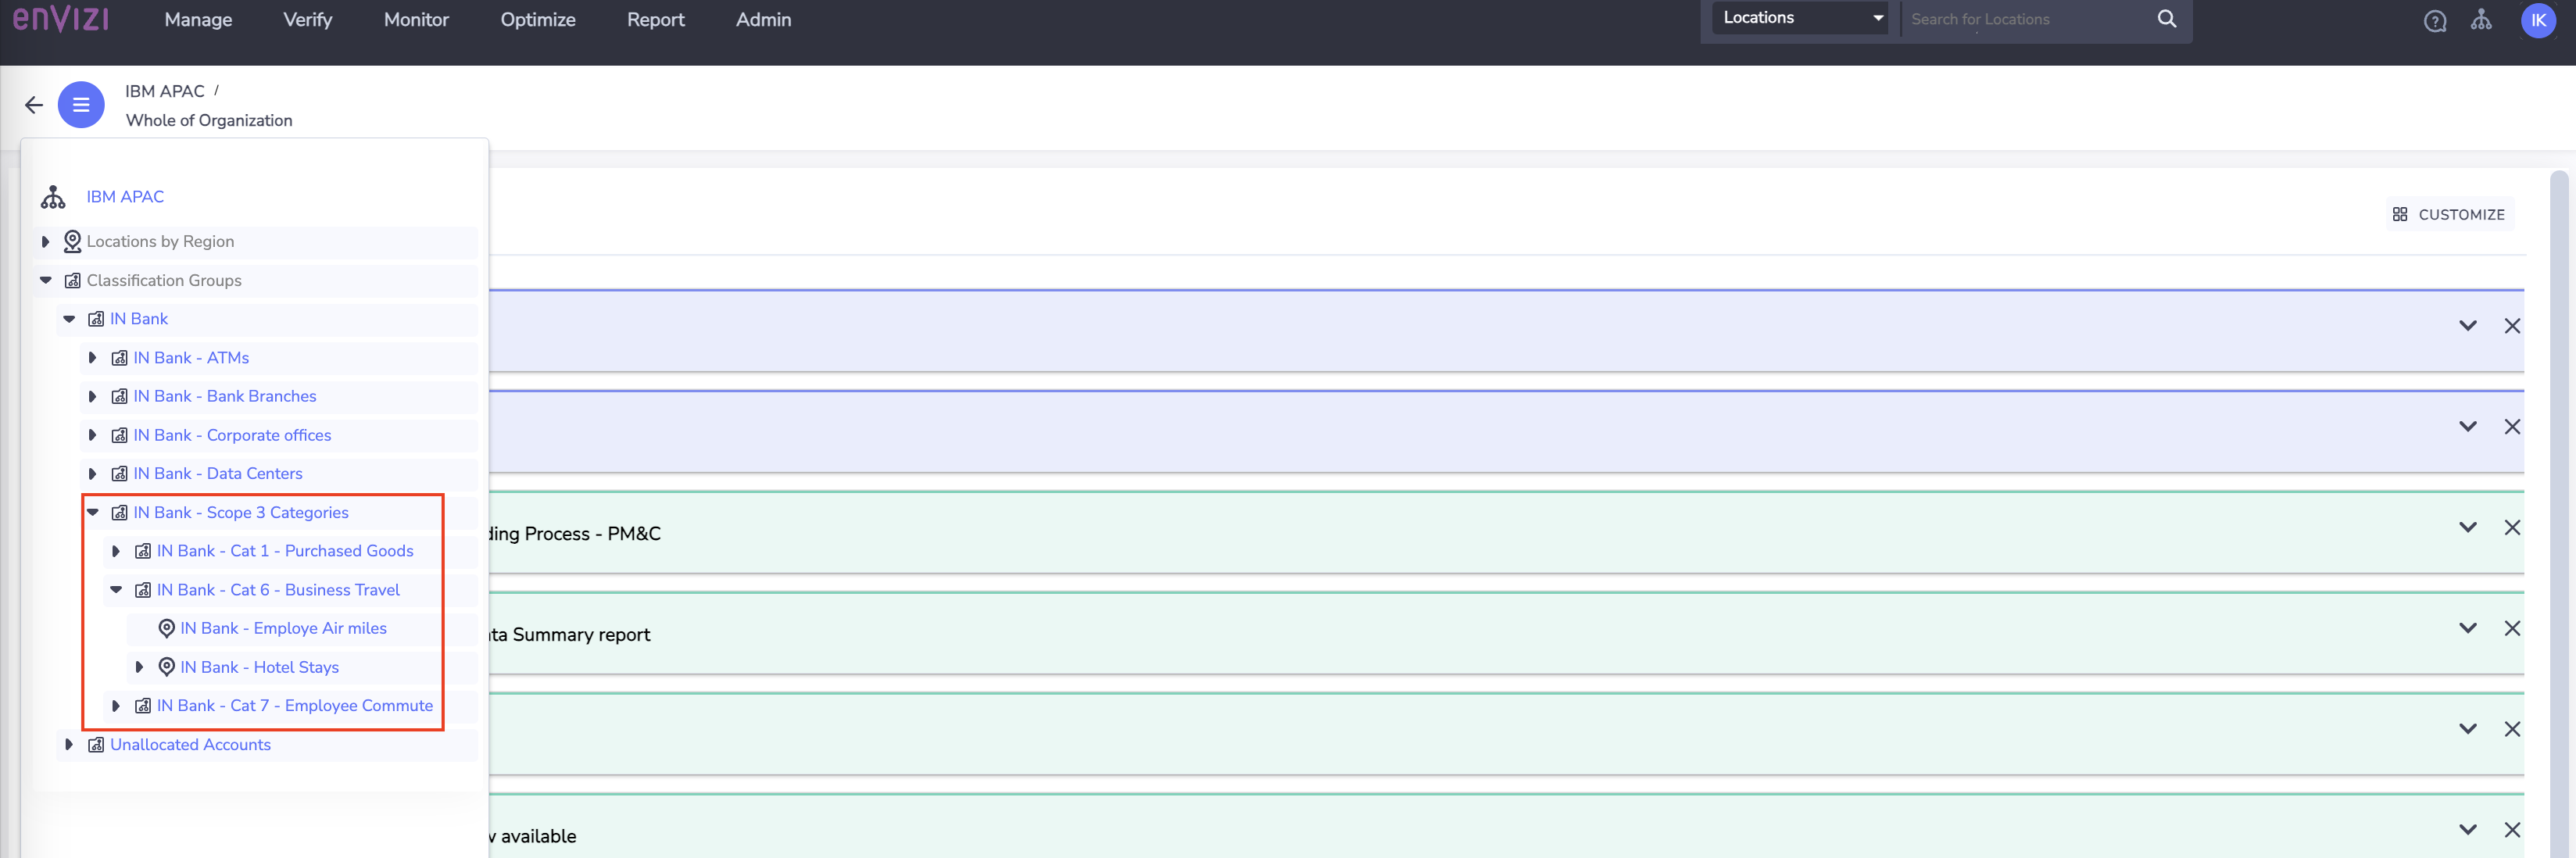 enVIZI
Manage
Verify
Monitor
Optimize
Report
Admin
Locations
Search for Locations
IK
IBM APAC /
Whole of Organization
IBM APAC
CUSTOMIZE
Locations by Region
Classification Groups
IN Bank
IN Bank - ATMs
IN Bank - Bank Branches
IN Bank - Corporate offices
IN Bank - Data Centers
IN Bank - Scope 3 Categories
ding Process - PM&C
IN Bank - Cat 1 - Purchased Goods
IN Bank - Cat 6 - Business Travel
IN Bank - Employe Air miles
ta Summary report
IN Bank - Hotel Stays
IN Bank - Cat 7 - Employee Commute
Unallocated Accounts
available